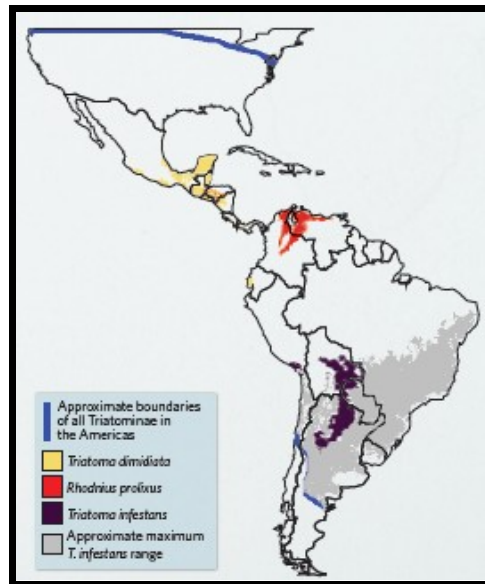 Approximate boundaries
of all Triatominae in
the Americas
Triatoma dimidiata
Rhodnius prolixus
Triatoma infestans
Approximate maximum
T. infestans range